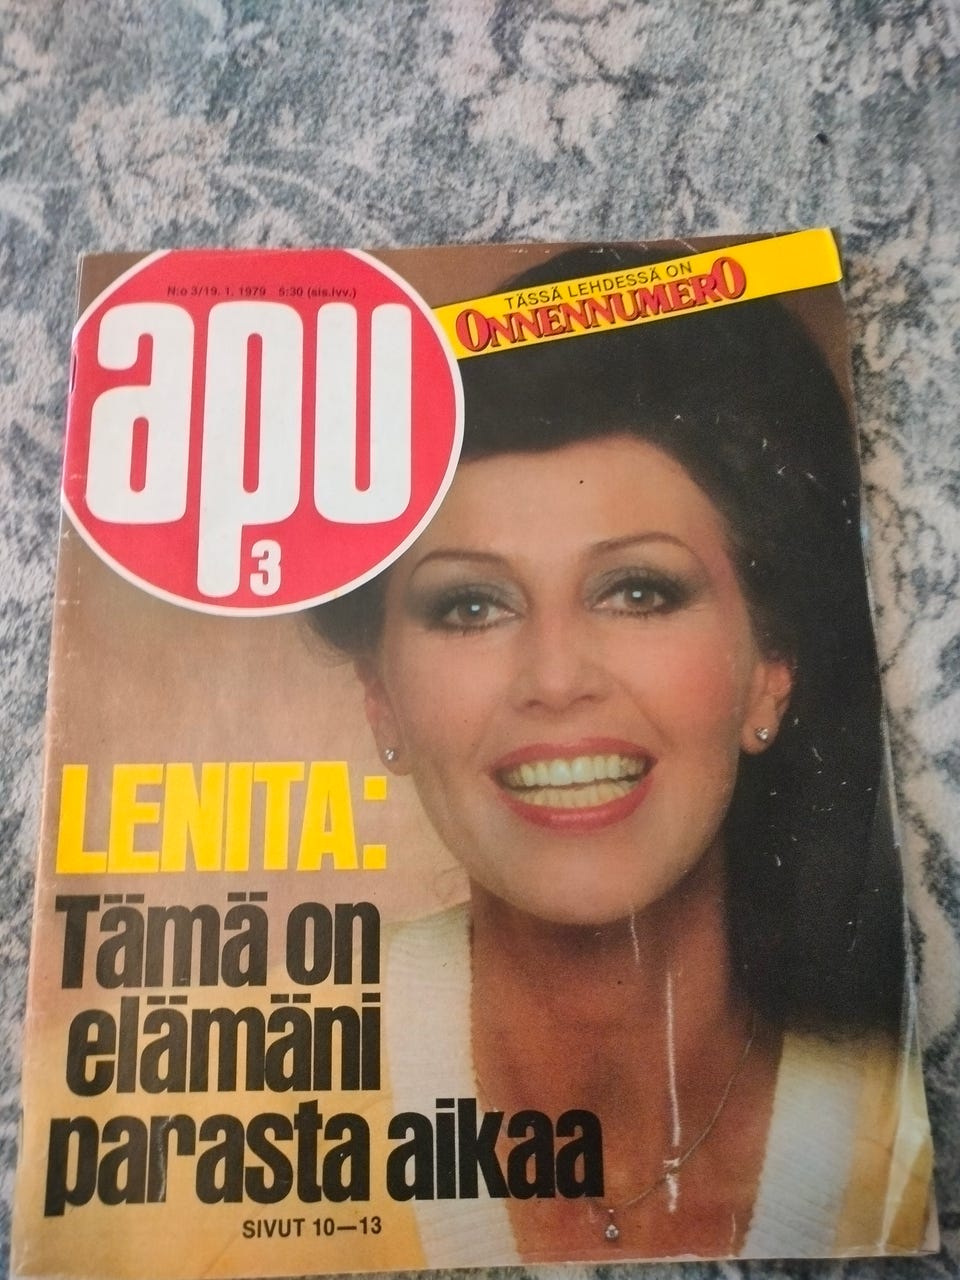 N:o 3/19. 1. 1979 5:30 (sis.lvv.)
apu
3
TÄSSÄ LEHDESSÄ ON
ONNENNUMERO
LENITA:
Tämä on
elämäni
parasta aikaa
SIVUT 10—13